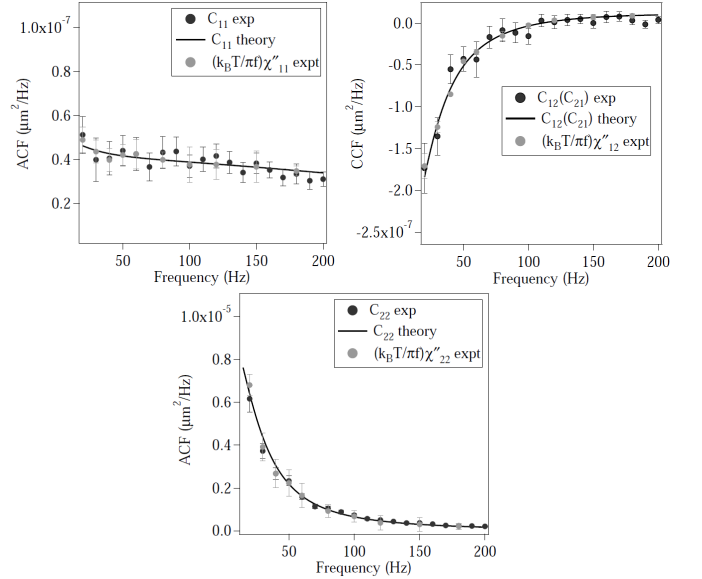 1.0x10⁻⁷
0.8
0.6
0.4
0.2
ACF (μm²/Hz)
C₁₁ exp
C₁₁ theory
(k_BT/πf)χ″₁₁ expt
50
100
150
200
Frequency (Hz)
0.0
-0.5
-1.0
-1.5
-2.0
-2.5x10⁻⁷
CCF (μm²/Hz)
C₁₂(C₂₁) exp
C₁₂(C₂₁) theory
(k_BT/πf)χ″₁₂ expt
50
100
150
200
Frequency (Hz)
1.0x10⁻⁵
0.8
0.6
0.4
0.2
0.0
ACF (μm²/Hz)
C₂₂ exp
C₂₂ theory
(k_BT/πf)χ″₂₂ expt
50
100
150
200
Frequency (Hz)